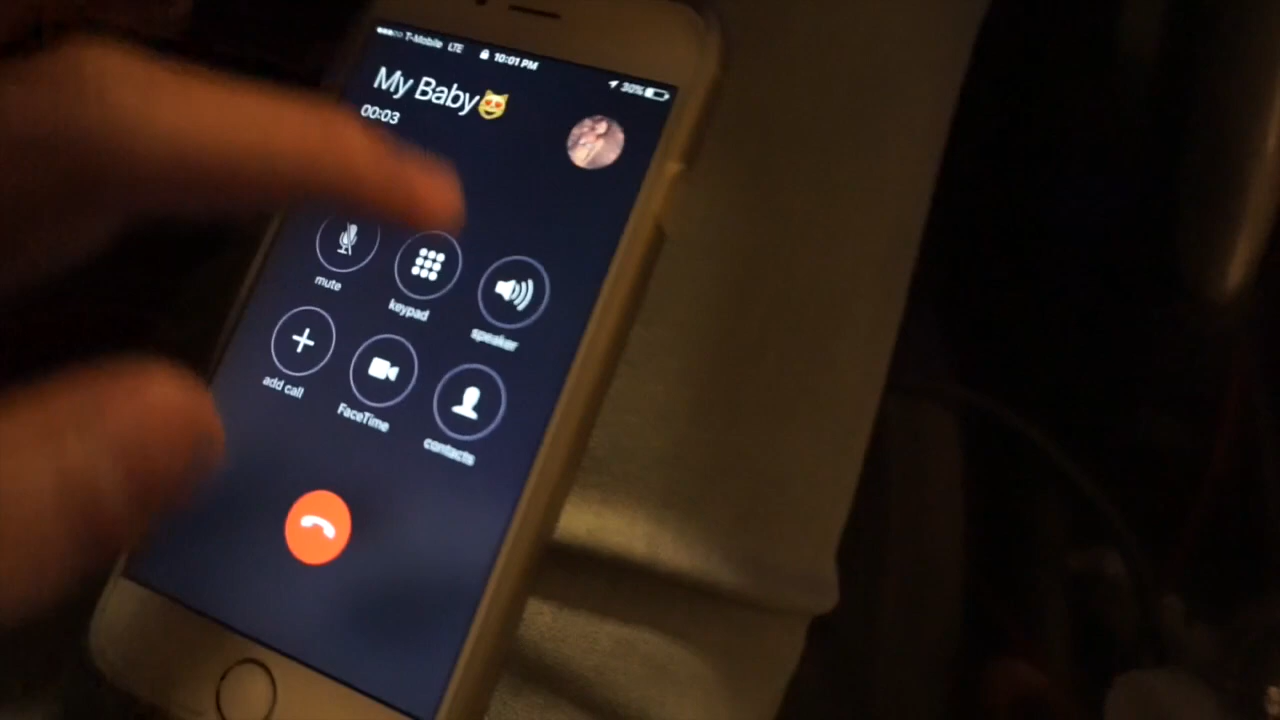 T-Mobile LTE 10:01 PM 30%
My Baby😻
00:03
mute keypad speaker
add call FaceTime contacts